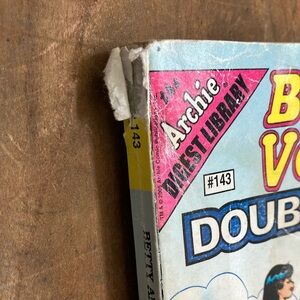 The
Archie
DIGEST LIBRARY
#143
B
V
DOUB
143
BETTY A